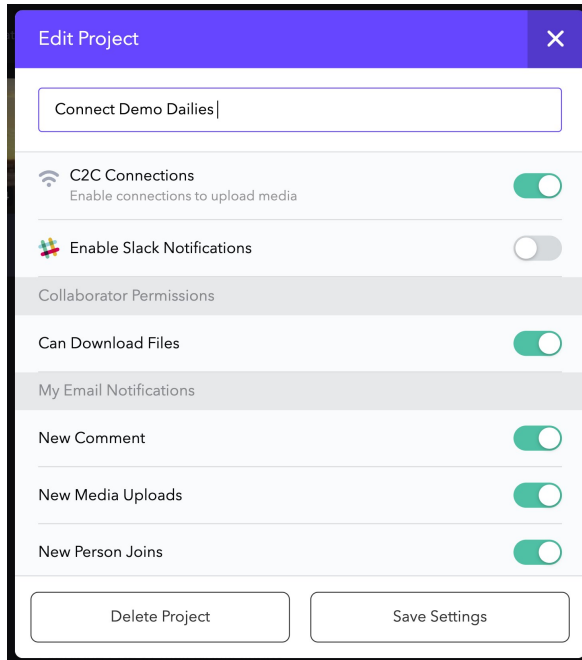 Edit Project
Connect Demo Dailies
C2C Connections
Enable connections to upload media
Enable Slack Notifications
Collaborator Permissions
Can Download Files
My Email Notifications
New Comment
New Media Uploads
New Person Joins
Delete Project
Save Settings